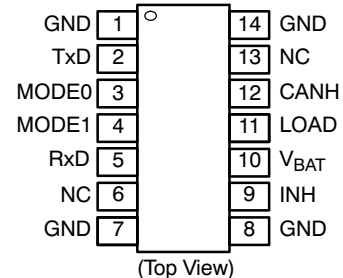 GND 1 14 GND
TxD 2 13 NC
MODE0 3 12 CANH
MODE1 4 11 LOAD
RxD 5 10 VBAT
NC 6 9 INH
GND 7 8 GND
(Top View)